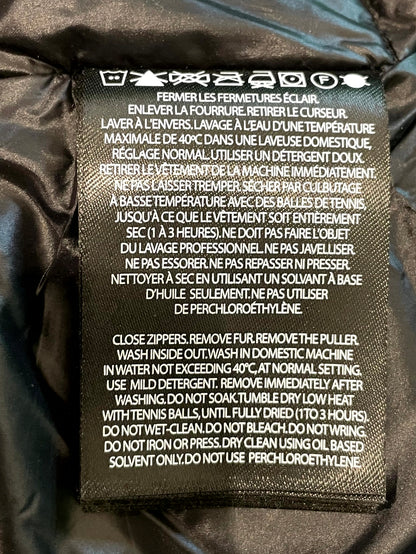 FERMER LES FERMETURES ÉCLAIR.
ENLEVER LA FOURRURE. RETIRER LE CURSEUR.
LAVER À L'ENVERS. LAVAGE À L'EAU D'UNE TEMPÉRATURE
MAXIMALE DE 40ºC DANS UNE LAVEUSE DOMESTIQUE,
RÉGLAGE NORMAL. UTILISER UN DÉTERGENT DOUX.
RETIRER LE VÊTEMENT DE LA MACHINE IMMÉDIATEMENT
NE PAS LAISSER TREMPER. SÉCHER PAR CULBUTAGE
À BASSE TEMPÉRATURE AVEC DES BALLES DE TENNIS
JUSQU'À CE QUE LE VÊTEMENT SOIT ENTIÈREMENT
SEC (1 À 3 HEURES). NE DOIT PAS FAIRE L'OBJET
DU LAVAGE PROFESSIONNEL. NE PAS JAVELLISER.
NE PAS ESSORER. NE PAS REPASSER NI PRESSER.
NETTOYER À SEC EN UTILISANT UN SOLVANT À BASE
D'HUILE SEULEMENT. NE PAS UTILISER
DE PERCHLOROÉTHYLÈNE.
CLOSE ZIPPERS. REMOVE FUR. REMOVE THE PULLER.
WASH INSIDE OUT. WASH IN DOMESTIC MACHINE
IN WATER NOT EXCEEDING 40ºC, AT NORMAL SETTING.
USE MILD DETERGENT. REMOVE IMMEDIATELY AFTER
WASHING. DO NOT SOAK. TUMBLE DRY LOW HEAT
WITH TENNIS BALLS, UNTIL FULLY DRIED (1 TO 3 HOURS).
DO NOT WET-CLEAN. DO NOT BLEACH. DO NOT WRING.
DO NOT IRON OR PRESS. DRY CLEAN USING OIL BASED
SOLVENT ONLY. DO NOT USE PERCHLOROETHYLENE.